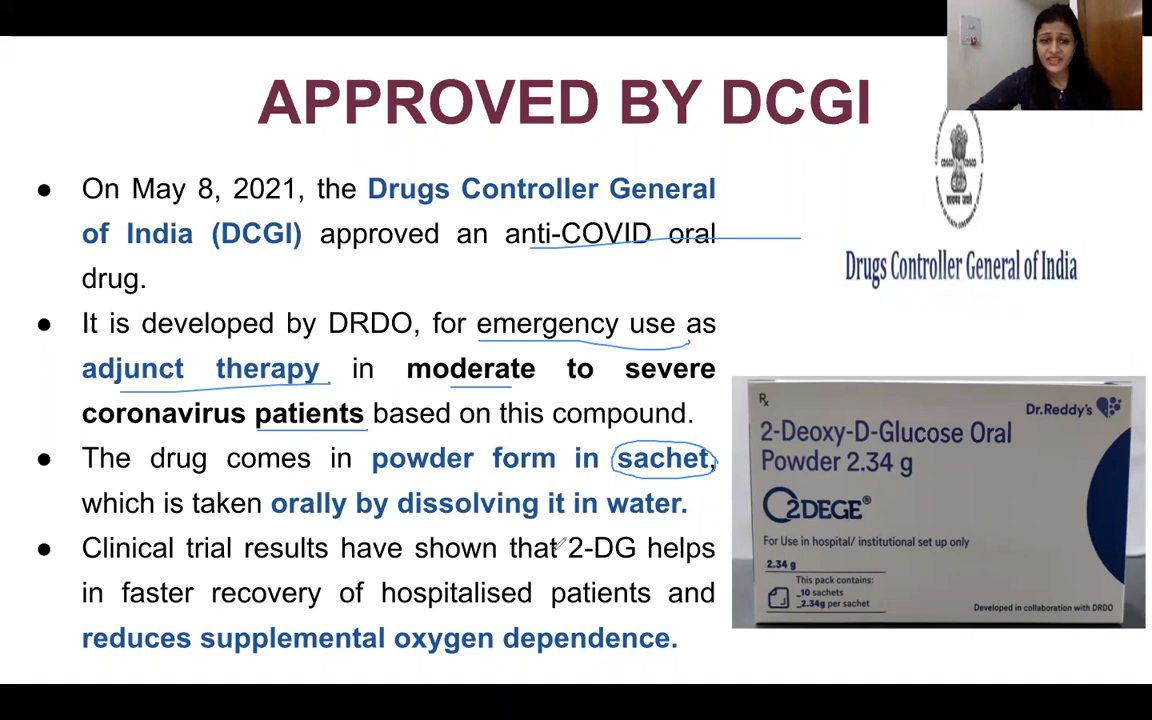 APPROVED BY DCGI
● On May 8, 2021, the Drugs Controller General
of India (DCGI) approved an anti-COVID oral
drug.
● It is developed by DRDO, for emergency use as
adjunct therapy in moderate to severe
coronavirus patients based on this compound.
● The drug comes in powder form in sachet,
which is taken orally by dissolving it in water.
● Clinical trial results have shown that 2-DG helps
in faster recovery of hospitalised patients and
reduces supplemental oxygen dependence.
Drugs Controller General of India
Rx
Dr.Reddy's
2-Deoxy-D-Glucose Oral
Powder 2.34 g
2DEGE®
For Use in hospital/ institutional set up only
2.34 g
This pack contains:
_10 sachets
_2.34g per sachet
Developed in collaboration with DRDO